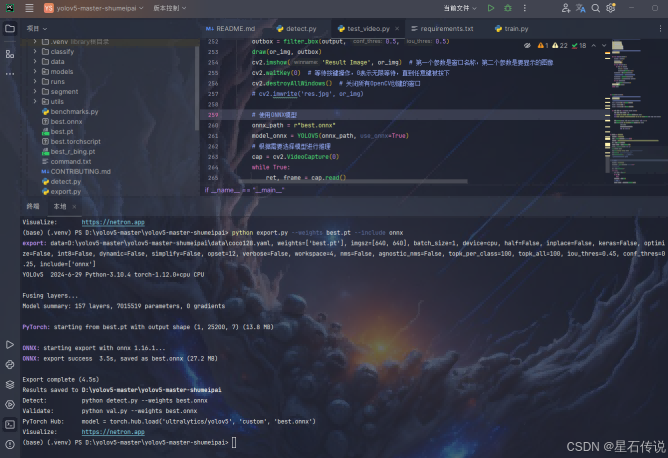 YS yolov5-master-shumeipai 版本控制 当前文件
项目
README.md detect.py test_video.py requirements.txt train.py
.venv library根目录
classify
data
models
runs
segment
utils
benchmarks.py
best.onnx
best.pt
best.torchscript
best_r_bing.pt
command.txt
CONTRIBUTING.md
detect.py
export.py
1 22 18
252 outbox = filter_box(output, conf_thres: 0.5, iou_thres: 0.5)
253 draw(or_img, outbox)
254 cv2.imshow( winname: 'Result Image', or_img) # 第一个参数是窗口名称，第二个参数是要显示的图像
255 cv2.waitKey(0) # 等待按键操作，0表示无限等待，直到任意键被按下
256 cv2.destroyAllWindows() # 关闭所有OpenCV创建的窗口
257 # cv2.imwrite('res.jpg', or_img)
258
259 # 使用ONNX模型
260 onnx_path = r"best.onnx"
261 model_onnx = YOLOV5(onnx_path, use_onnx=True)
262 # 根据需要选择模型进行推理
263 cap = cv2.VideoCapture(0)
264 while True:
265 ret, frame = cap.read()
if __name__ == "__main__"
终端 本地
Visualize: https://netron.app
(base) (.venv) PS D:\yolov5-master\yolov5-master-shumeipai> python export.py --weights best.pt --include onnx
export: data=D:\yolov5-master\yolov5-master-shumeipai\data\coco128.yaml, weights=['best.pt'], imgsz=[640, 640], batch_size=1, device=cpu, half=False, inplace=False, keras=False, optimi
ze=False, int8=False, dynamic=False, simplify=False, opset=12, verbose=False, workspace=4, nms=False, agnostic_nms=False, topk_per_class=100, topk_all=100, iou_thres=0.45, conf_thres=0
.25, include=['onnx']
YOLOv5 2024-6-29 Python-3.10.4 torch-1.12.0+cpu CPU
Fusing layers...
Model summary: 157 layers, 7015519 parameters, 0 gradients
PyTorch: starting from best.pt with output shape (1, 25200, 7) (13.8 MB)
ONNX: starting export with onnx 1.16.1...
ONNX: export success 3.5s, saved as best.onnx (27.2 MB)
Export complete (4.5s)
Results saved to D:\yolov5-master\yolov5-master-shumeipai
Detect: python detect.py --weights best.onnx
Validate: python val.py --weights best.onnx
PyTorch Hub: model = torch.hub.load('ultralytics/yolov5', 'custom', 'best.onnx')
Visualize: https://netron.app
(base) (.venv) PS D:\yolov5-master\yolov5-master-shumeipai>
CSDN @星石传说